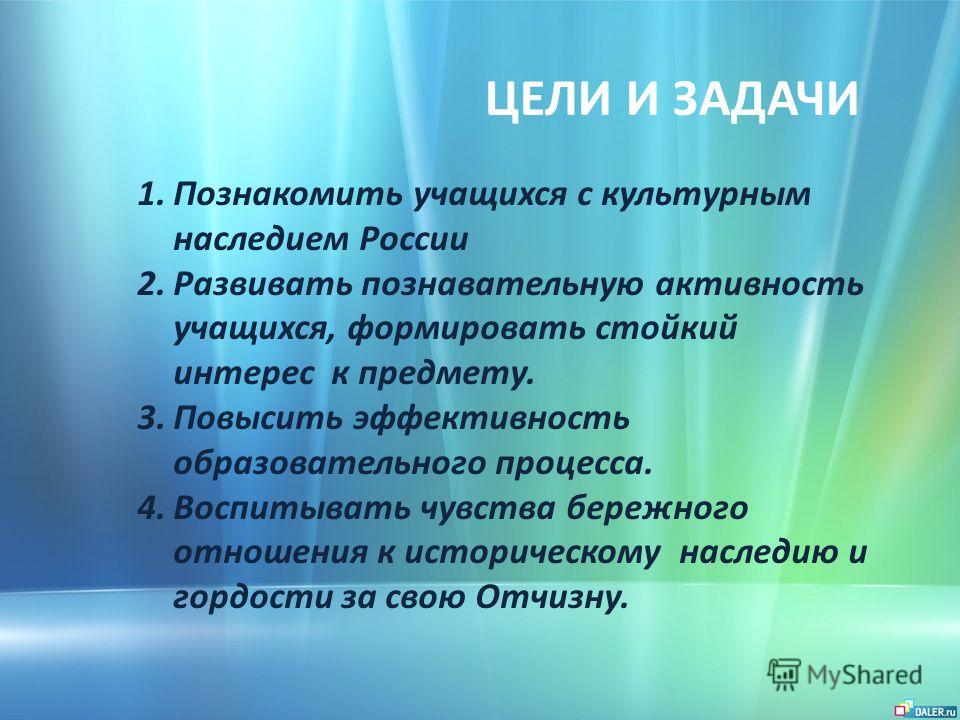 ЦЕЛИ И ЗАДАЧИ
1. Познакомить учащихся с культурным
наследием России
2. Развивать познавательную активность
учащихся, формировать стойкий
интерес  к предмету.
3. Повысить эффективность
образовательного процесса.
4. Воспитывать чувства бережного
отношения к историческому  наследию и
гордости за свою Отчизну.
MyShared
DALER.ru